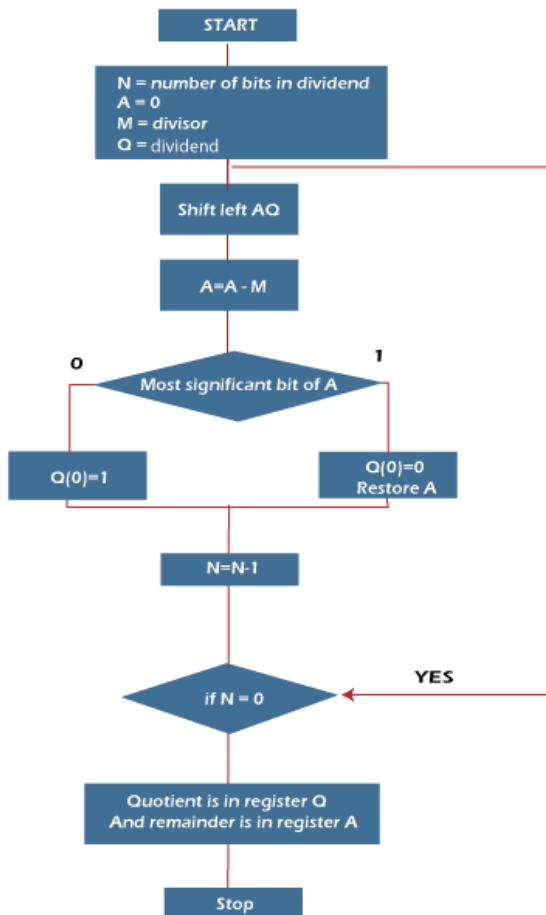 START
N = number of bits in dividend
A = 0
M = divisor
Q = dividend
Shift left AQ
A=A - M
0
1
Most significant bit of A
Q(0)=1
Q(0)=0
Restore A
N=N-1
YES
if N = 0
Quotient is in register Q
And remainder is in register A
Stop